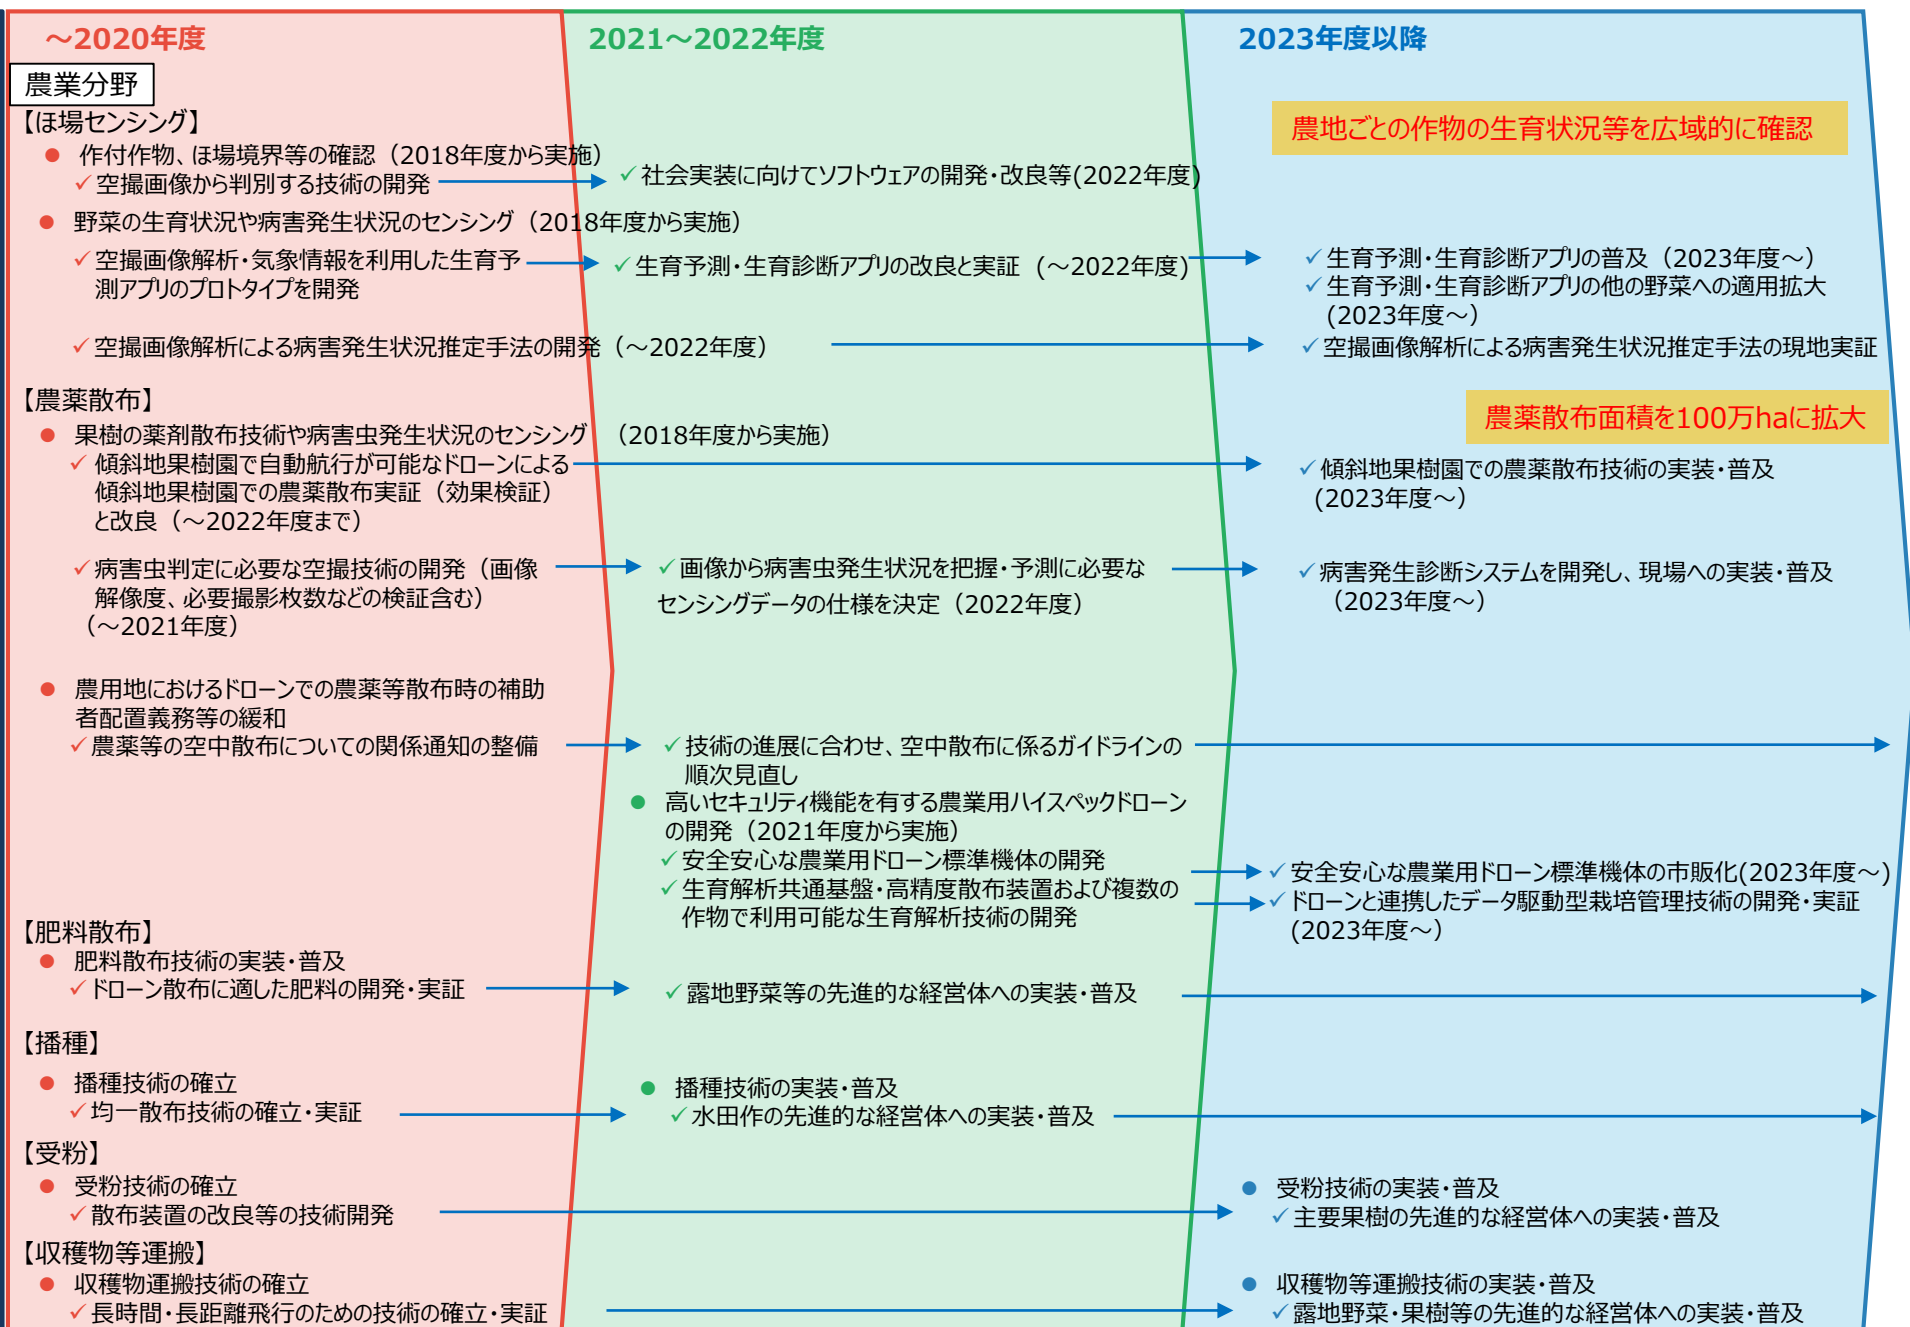 ～2020年度
2021～2022年度
2023年度以降
農業分野
【ほ場センシング】
農地ごとの作物の生育状況等を広域的に確認
● 作付作物、ほ場境界等の確認（2018年度から実施）
✓空撮画像から判別する技術の開発
✓社会実装に向けてソフトウェアの開発・改良等(2022年度)
● 野菜の生育状況や病害発生状況のセンシング（2018年度から実施）
✓空撮画像解析・気象情報を利用した生育予
測アプリのプロトタイプを開発
✓生育予測・生育診断アプリの改良と実証 (～2022年度)
✓生育予測・生育診断アプリの普及（2023年度～）
✓生育予測・生育診断アプリの他の野菜への適用拡大
(2023年度～）
✓空撮画像解析による病害発生状況推定手法の開発（～2022年度）
✓空撮画像解析による病害発生状況推定手法の現地実証
【農薬散布】
農薬散布面積を100万haに拡大
● 果樹の薬剤散布技術や病害虫発生状況のセンシング （2018年度から実施）
✓傾斜地果樹園で自動航行が可能なドローンによる
傾斜地果樹園での農薬散布実証（効果検証）
と改良（～2022年度まで）
✓傾斜地果樹園での農薬散布技術の実装・普及
(2023年度～）
✓病害虫判定に必要な空撮技術の開発（画像
解像度、必要撮影枚数などの検証含む）
（～2021年度）
✓画像から病害虫発生状況を把握・予測に必要な
センシングデータの仕様を決定（2022年度）
✓病害発生診断システムを開発し、現場への実装・普及
（2023年度～）
● 農用地におけるドローンでの農薬等散布時の補助
者配置義務等の緩和
✓農薬等の空中散布についての関係通知の整備
✓技術の進展に合わせ、空中散布に係るガイドラインの
順次見直し
● 高いセキュリティ機能を有する農業用ハイスペックドローン
の開発（2021年度から実施）
✓安全安心な農業用ドローン標準機体の開発
✓安全安心な農業用ドローン標準機体の市販化(2023年度～)
✓生育解析共通基盤・高精度散布装置および複数の
作物で利用可能な生育解析技術の開発
✓ドローンと連携したデータ駆動型栽培管理技術の開発・実証
(2023年度～）
【肥料散布】
● 肥料散布技術の実装・普及
✓ドローン散布に適した肥料の開発・実証
✓露地野菜等の先進的な経営体への実装・普及
【播種】
● 播種技術の確立
✓均一散布技術の確立・実証
● 播種技術の実装・普及
✓水田作の先進的な経営体への実装・普及
【受粉】
● 受粉技術の確立
✓散布装置の改良等の技術開発
● 受粉技術の実装・普及
✓主要果樹の先進的な経営体への実装・普及
【収穫物等運搬】
● 収穫物運搬技術の確立
✓長時間・長距離飛行のための技術の確立・実証
● 収穫物等運搬技術の実装・普及
✓露地野菜・果樹等の先進的な経営体への実装・普及